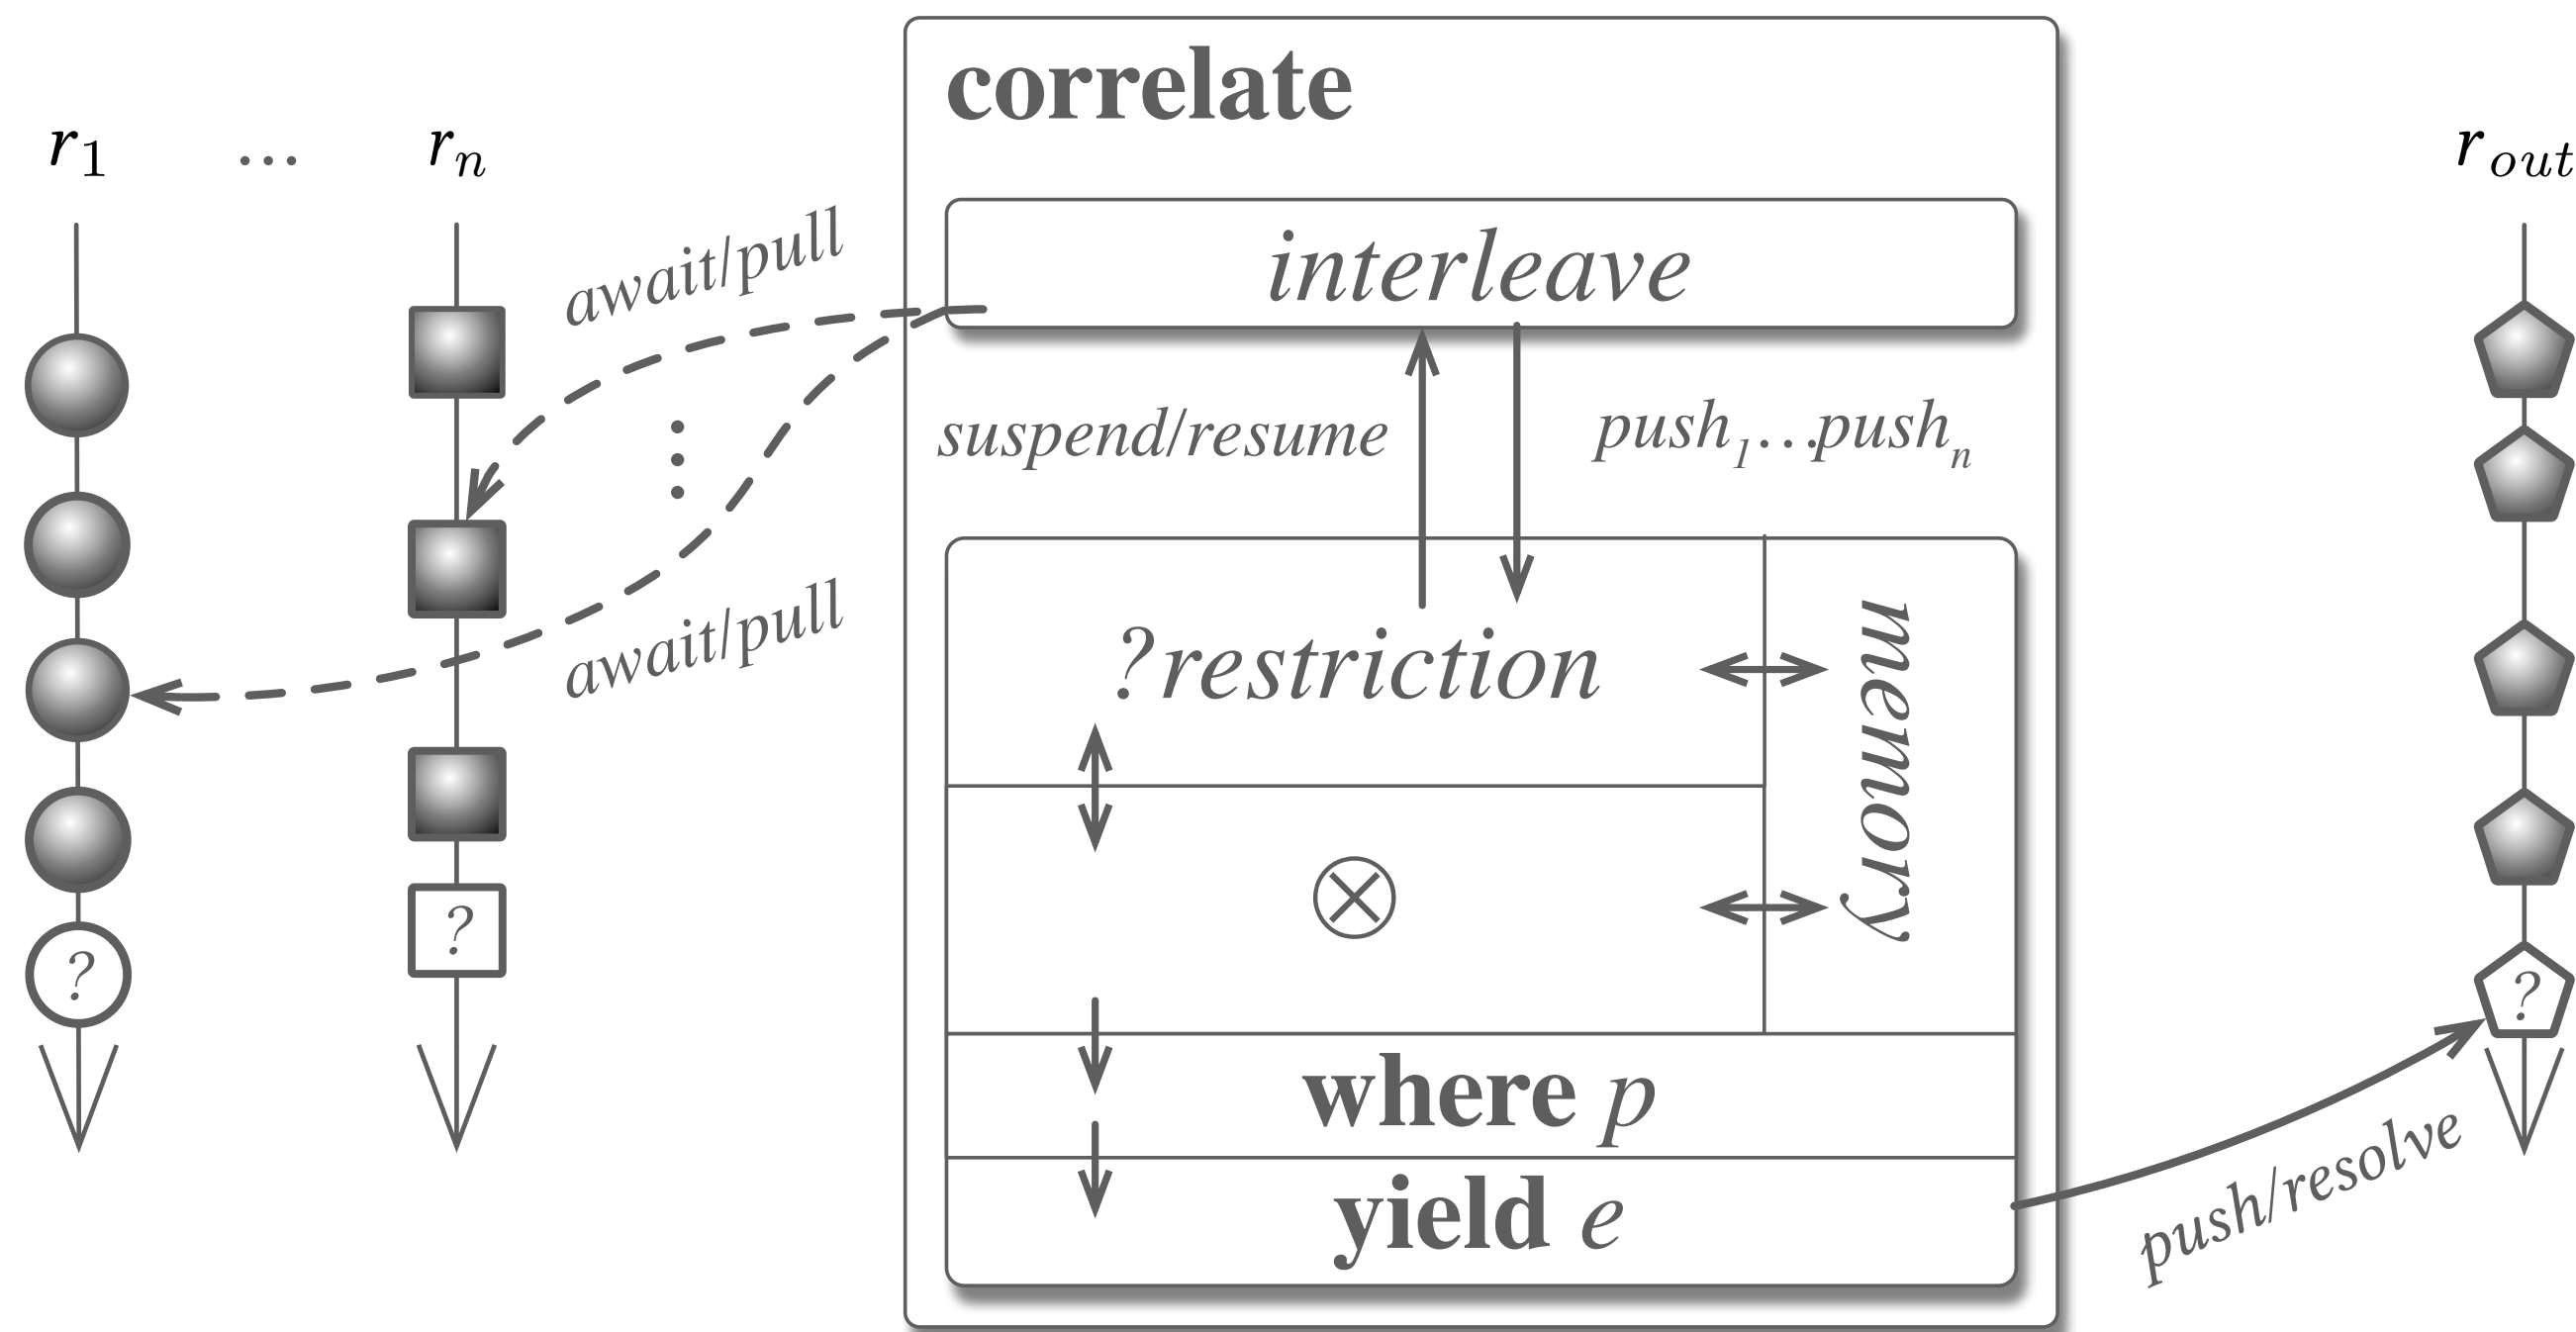 correlate
r1 ... rn
rout
await/pull
interleave
suspend/resume
push1...pushn
await/pull
?restriction
memory
⊗
?
?
?
where p
yield e
push/resolve